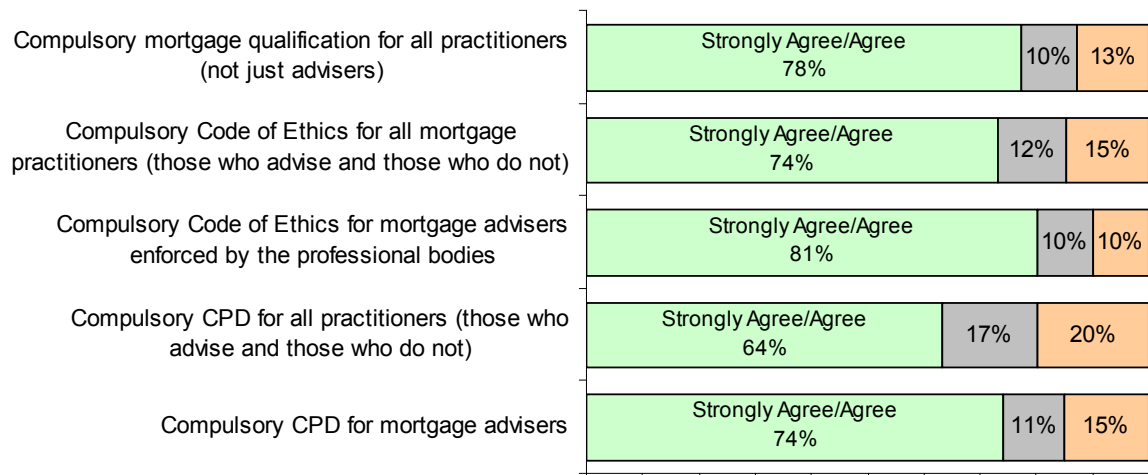 Compulsory mortgage qualification for all practitioners
(not just advisers)
Strongly Agree/Agree
78%
10%
13%
Compulsory Code of Ethics for all mortgage
practitioners (those who advise and those who do not)
Strongly Agree/Agree
74%
12%
15%
Compulsory Code of Ethics for mortgage advisers
enforced by the professional bodies
Strongly Agree/Agree
81%
10%
10%
Compulsory CPD for all practitioners (those who
advise and those who do not)
Strongly Agree/Agree
64%
17%
20%
Compulsory CPD for mortgage advisers
Strongly Agree/Agree
74%
11%
15%